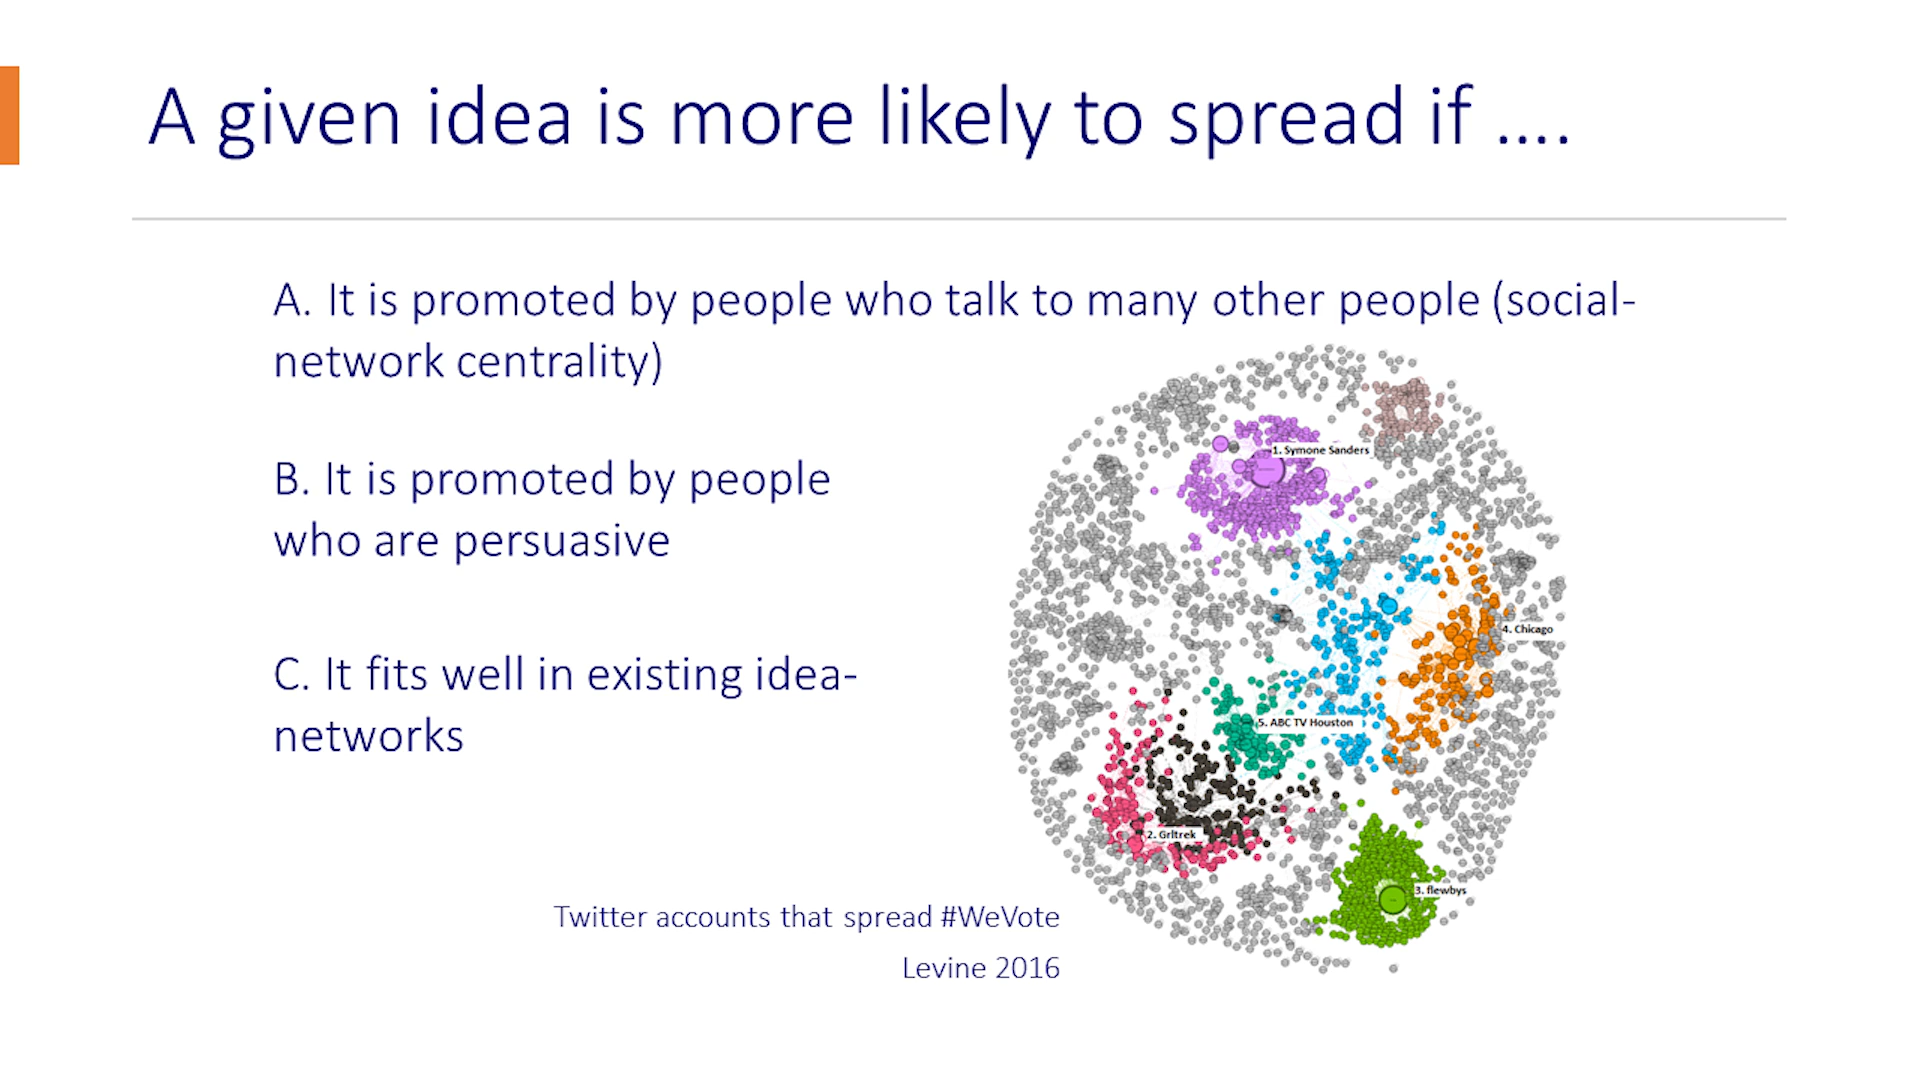 A given idea is more likely to spread if ....
A. It is promoted by people who talk to many other people (social-
network centrality)
B. It is promoted by people
who are persuasive
C. It fits well in existing idea-
networks
1. Symone Sanders
4. Chicago
5. ABC TV Houston
2. Grltrek
3. flewbys
Twitter accounts that spread #WeVote
Levine 2016